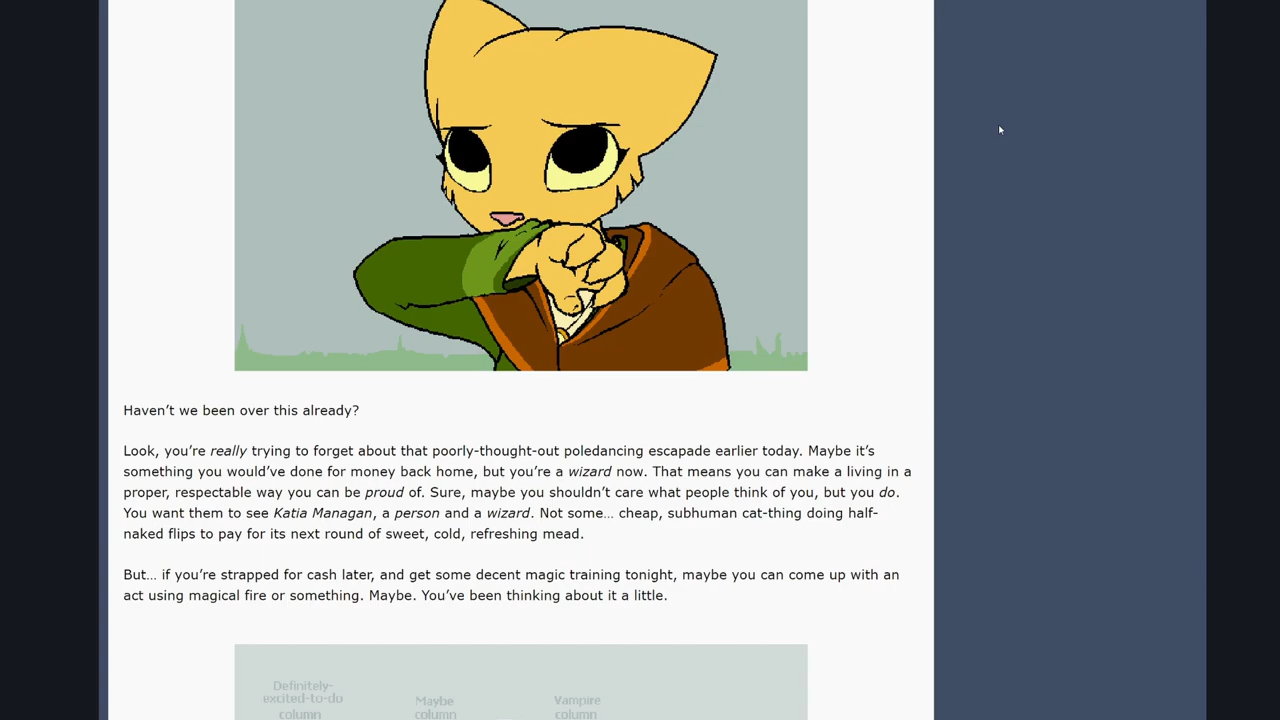 Haven’t we been over this already?
Look, you’re really trying to forget about that poorly-thought-out poledancing escapade earlier today. Maybe it’s
something you would’ve done for money back home, but you’re a wizard now. That means you can make a living in a
proper, respectable way you can be proud of. Sure, maybe you shouldn’t care what people think of you, but you do.
You want them to see Katia Managan, a person and a wizard. Not some… cheap, subhuman cat-thing doing half-
naked flips to pay for its next round of sweet, cold, refreshing mead.
But… if you’re strapped for cash later, and get some decent magic training tonight, maybe you can come up with an
act using magical fire or something. Maybe. You’ve been thinking about it a little.
Definitely-
excited-to-do
column
Maybe
column
Vampire
column